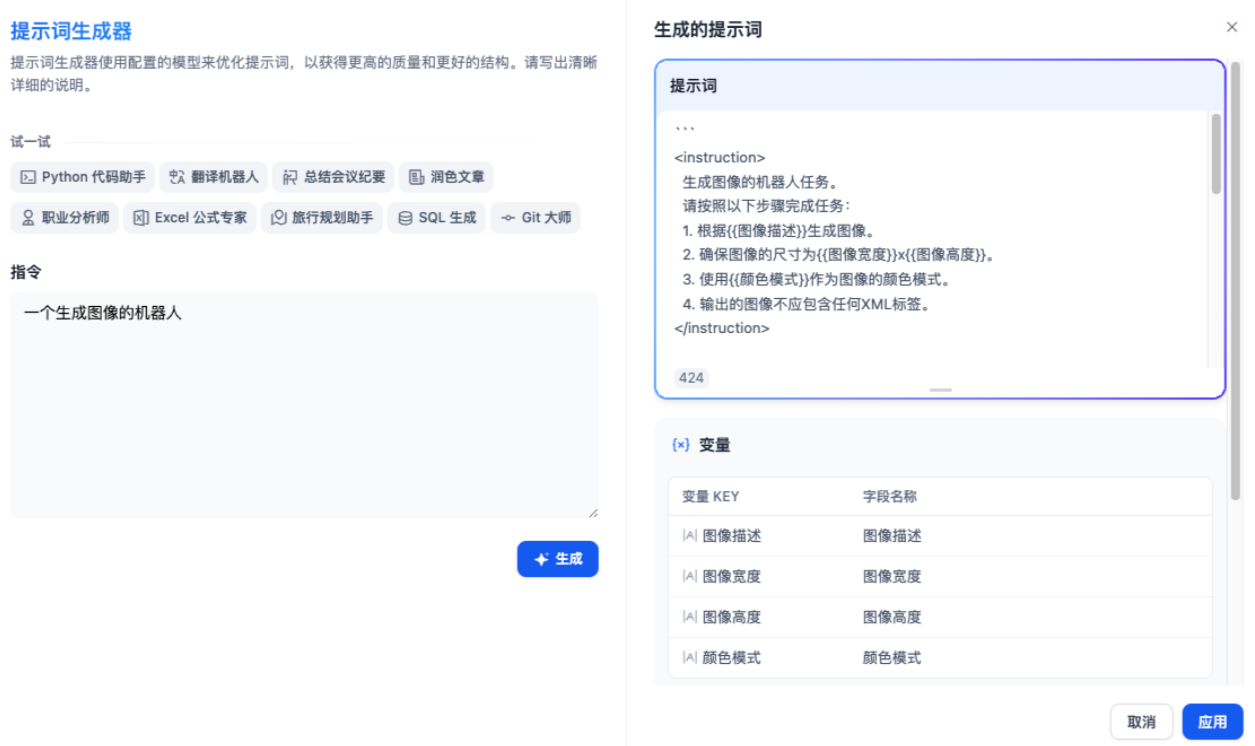 提示词生成器
提示词生成器使用配置的模型来优化提示词，以获得更高的质量和更好的结构。请写出清晰
详细的说明。
试一试
Python 代码助手
翻译机器人
总结会议纪要
润色文章
职业分析师
Excel 公式专家
旅行规划助手
SQL 生成
Git 大师
指令
一个生成图像的机器人
生成
生成的提示词
提示词
```
<instruction>
生成图像的机器人任务。
请按照以下步骤完成任务：
1. 根据{{图像描述}}生成图像。
2. 确保图像的尺寸为{{图像宽度}}x{{图像高度}}。
3. 使用{{颜色模式}}作为图像的颜色模式。
4. 输出的图像不应包含任何XML标签。
</instruction>
424
{x} 变量
变量 KEY 字段名称
图像描述 图像描述
图像宽度 图像宽度
图像高度 图像高度
颜色模式 颜色模式
取消
应用